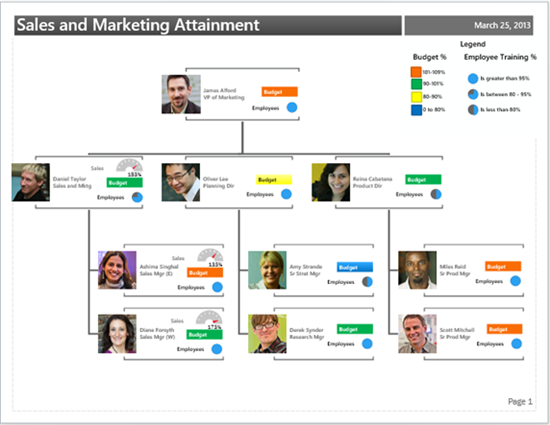 Sales and Marketing Attainment
March 25, 2013
Legend
Budget %
Employee Training %
101-109%
90-101%
80-90%
0 to 80%
Is greater than 95%
Is between 80 - 95%
Is less than 80%
James Alford
VP of Marketing
Budget
Employees
Daniel Taylor
Sales and Mktg
Sales
Budget
Employees
Oliver Lee
Planning Dir
Budget
Employees
Reina Cabatana
Product Dir
Budget
Employees
Ashima Singhal
Sales Mgr (E)
Sales
133%
Budget
Employees
Amy Strande
Sr Strat Mgr
Budget
Employees
Miles Reid
Sr Prod Mgr
Budget
Employees
Diane Forsyth
Sales Mgr (W)
Sales
173%
Budget
Employees
Derek Synder
Research Mgr
Budget
Employees
Scott Mitchell
Sr Prod Mgr
Budget
Employees
Page 1